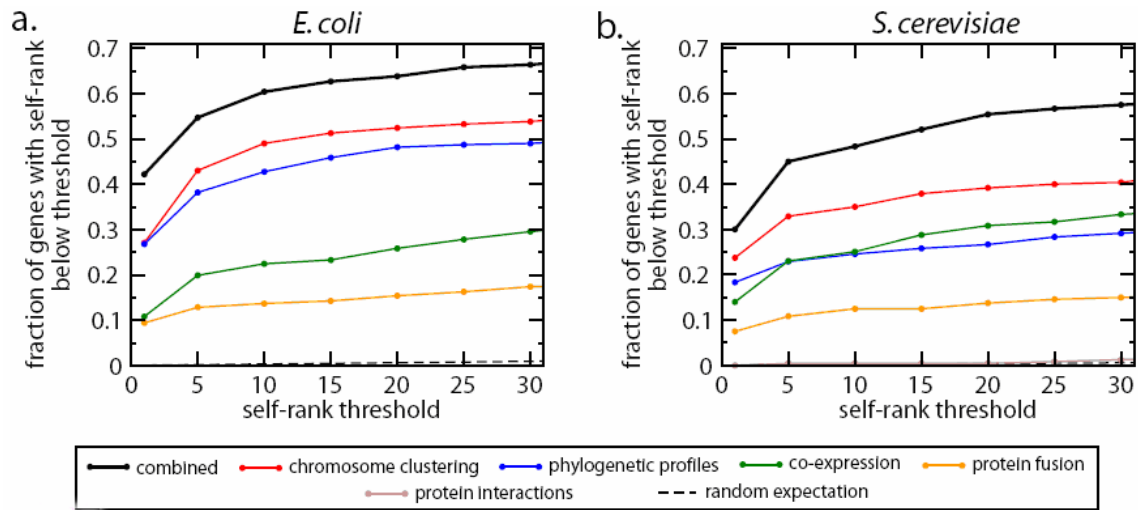 a.
E. coli
fraction of genes with self-rank
below threshold
0.7
0.6
0.5
0.4
0.3
0.2
0.1
0
0 5 10 15 20 25 30
self-rank threshold
b.
S. cerevisiae
fraction of genes with self-rank
below threshold
0.7
0.6
0.5
0.4
0.3
0.2
0.1
0
0 5 10 15 20 25 30
self-rank threshold
combined chromosome clustering phylogenetic profiles co-expression protein fusion
protein interactions random expectation